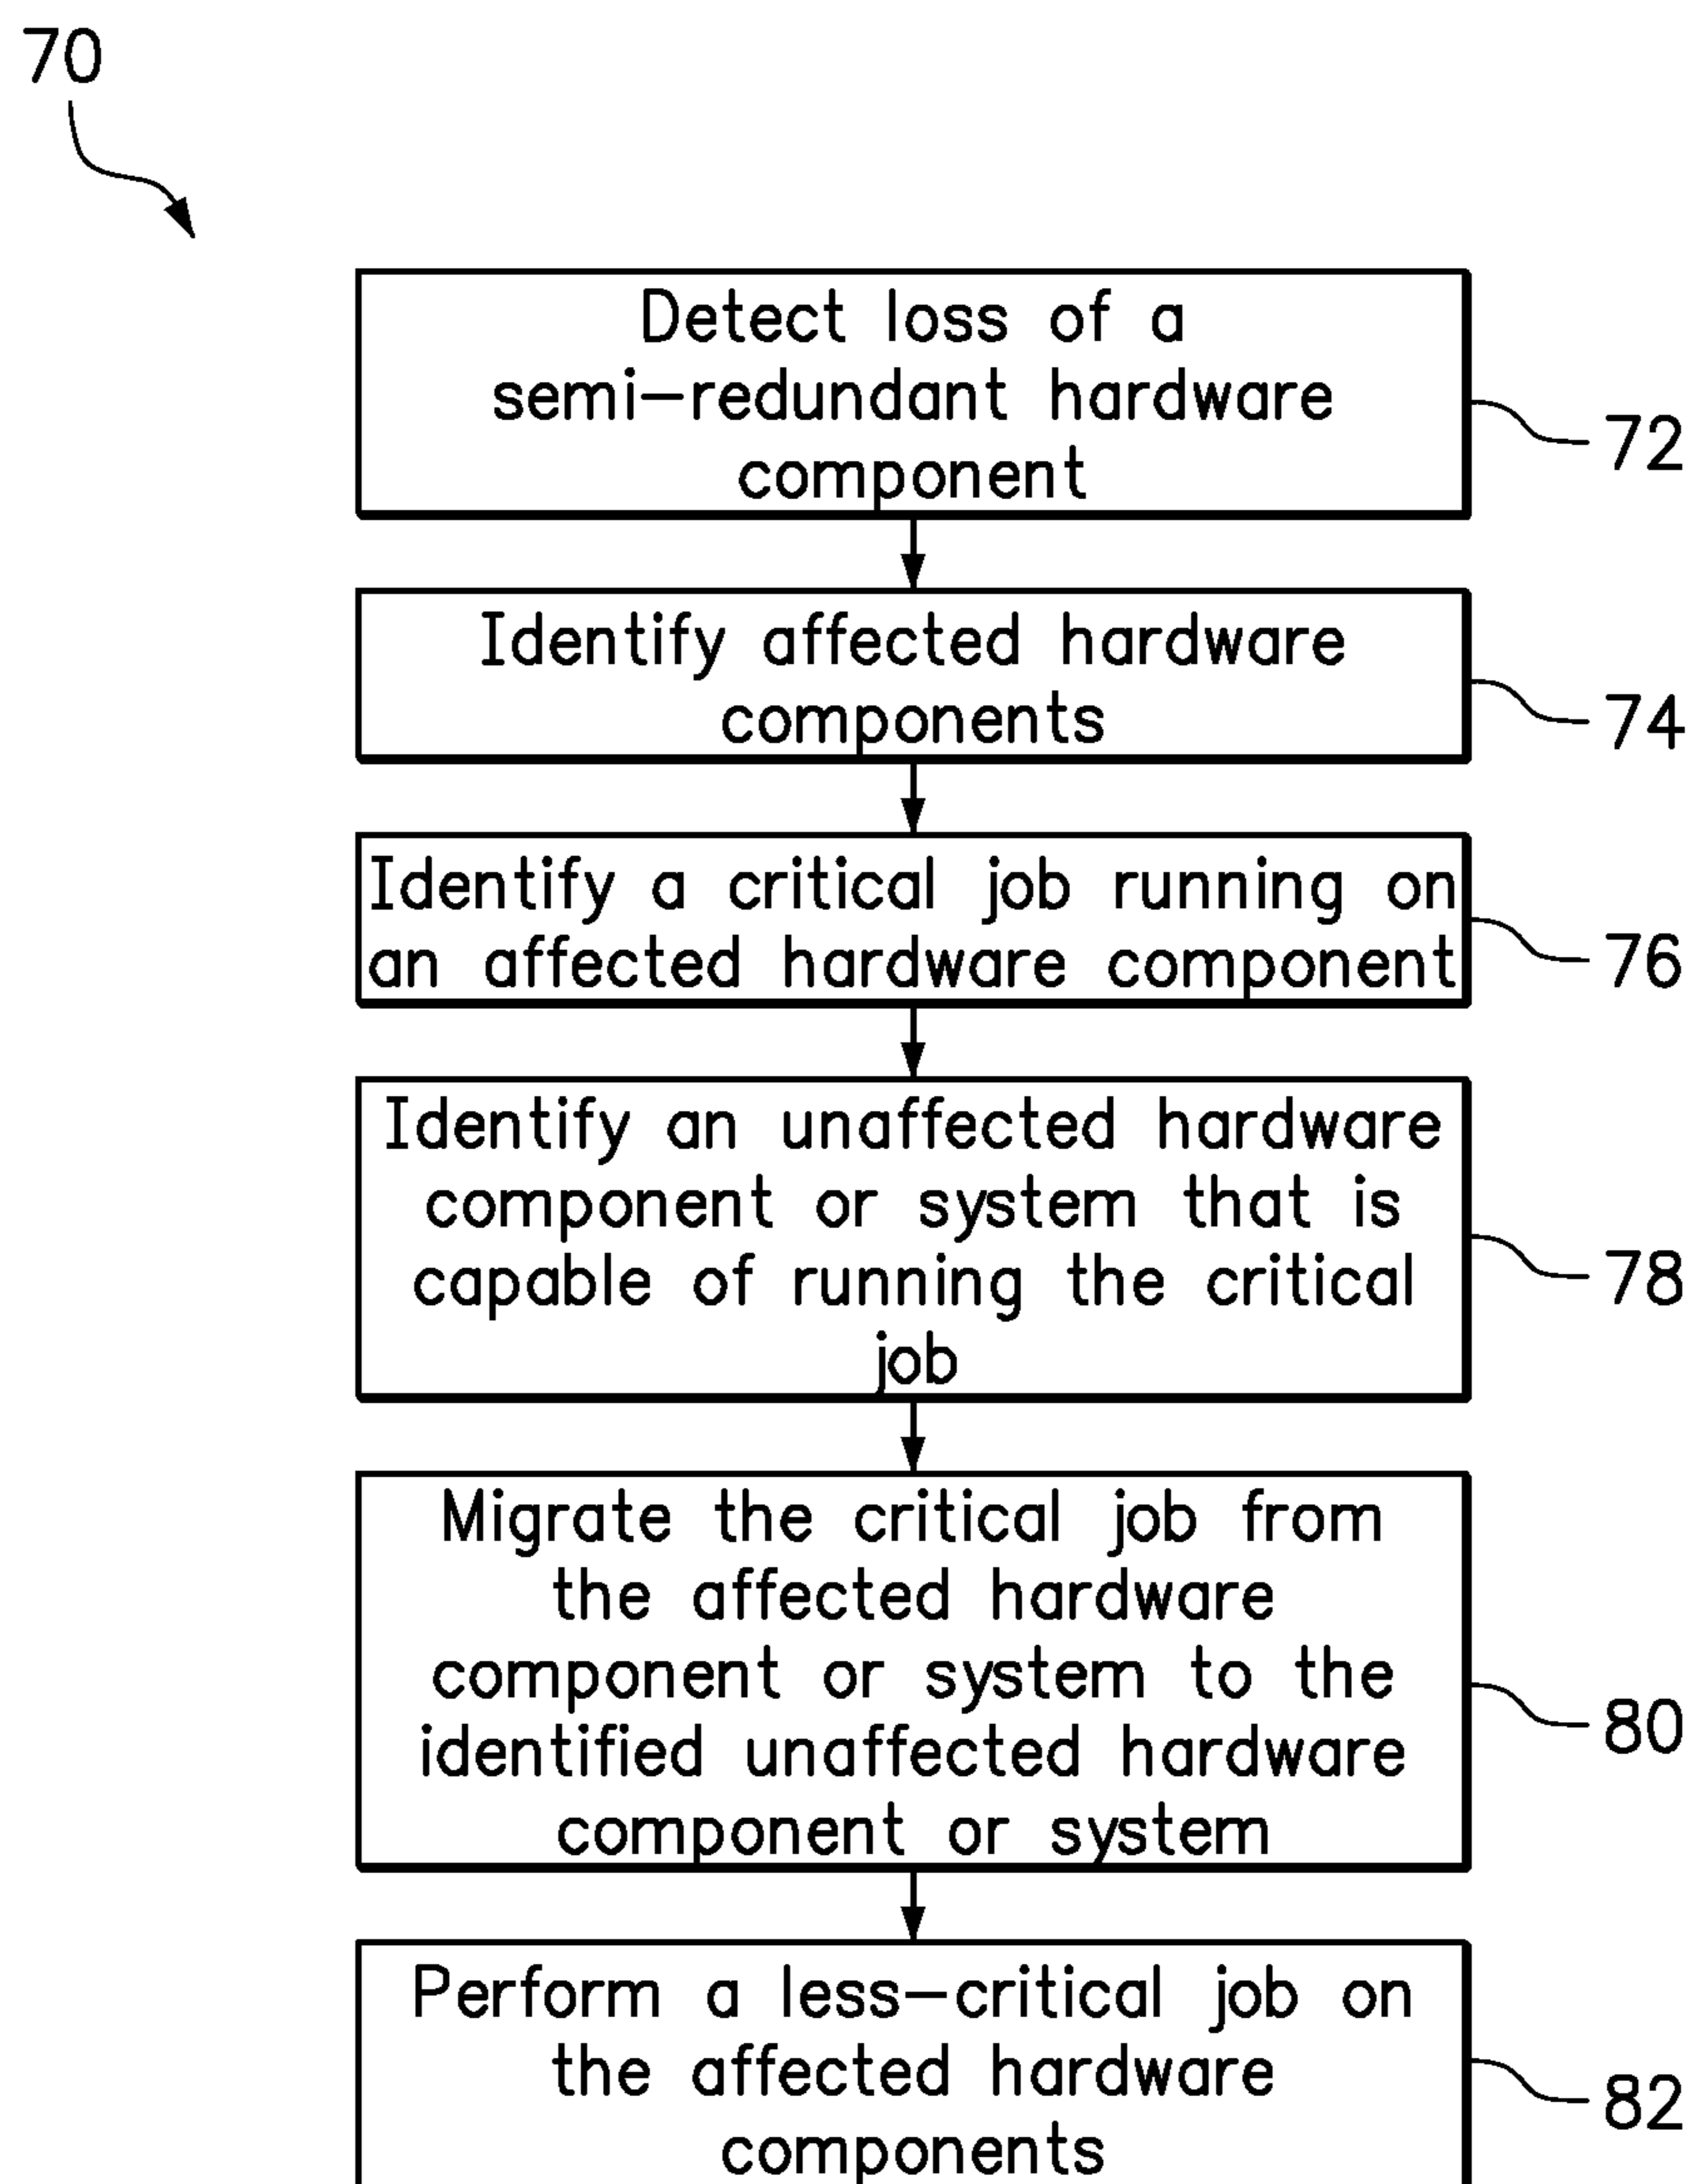 70
Detect loss of a
semi-redundant hardware
component
72
Identify affected hardware
components
74
Identify a critical job running on
an affected hardware component
76
Identify an unaffected hardware
component or system that is
capable of running the critical
job
78
Migrate the critical job from
the affected hardware
component or system to the
identified unaffected hardware
component or system
80
Perform a less-critical job on
the affected hardware
components
82